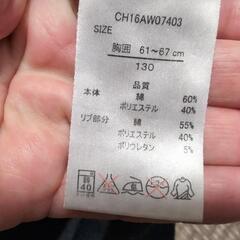 CH16AW07403
SIZE
胸囲 61~67cm
130
品質
本体 綿 60%
ポリエステル 40%
リブ部分 綿 55%
ポリエステル 40%
ポリウレタン 5%
弱
40